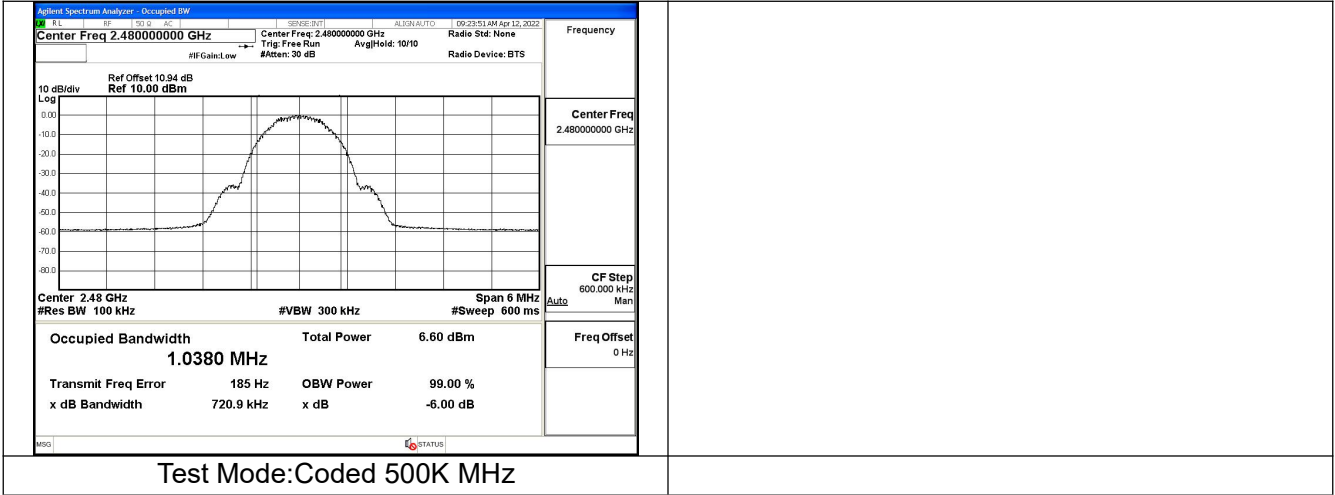 Agilent Spectrum Analyzer - Occupied BW
LXI RL RF 50 Ω AC SENSE:INT ALIGN AUTO 09:23:51 AM Apr 12, 2022
Center Freq 2.480000000 GHz
Center Freq: 2.480000000 GHz
Radio Std: None
Trig: Free Run Avg|Hold: 10/10
#IFGain:Low #Atten: 30 dB Radio Device: BTS
Frequency
Ref Offset 10.94 dB
10 dB/div Ref 10.00 dBm
Log
0.00
-10.0
-20.0
-30.0
-40.0
-50.0
-60.0
-70.0
-80.0
Center Freq
2.480000000 GHz
CF Step
600.000 kHz
Auto Man
Center 2.48 GHz Span 6 MHz
#Res BW 100 kHz #VBW 300 kHz #Sweep 600 ms
Occupied Bandwidth Total Power 6.60 dBm
1.0380 MHz
Transmit Freq Error 185 Hz OBW Power 99.00 %
x dB Bandwidth 720.9 kHz x dB -6.00 dB
Freq Offset
0 Hz
MSG STATUS
Test Mode:Coded 500K MHz